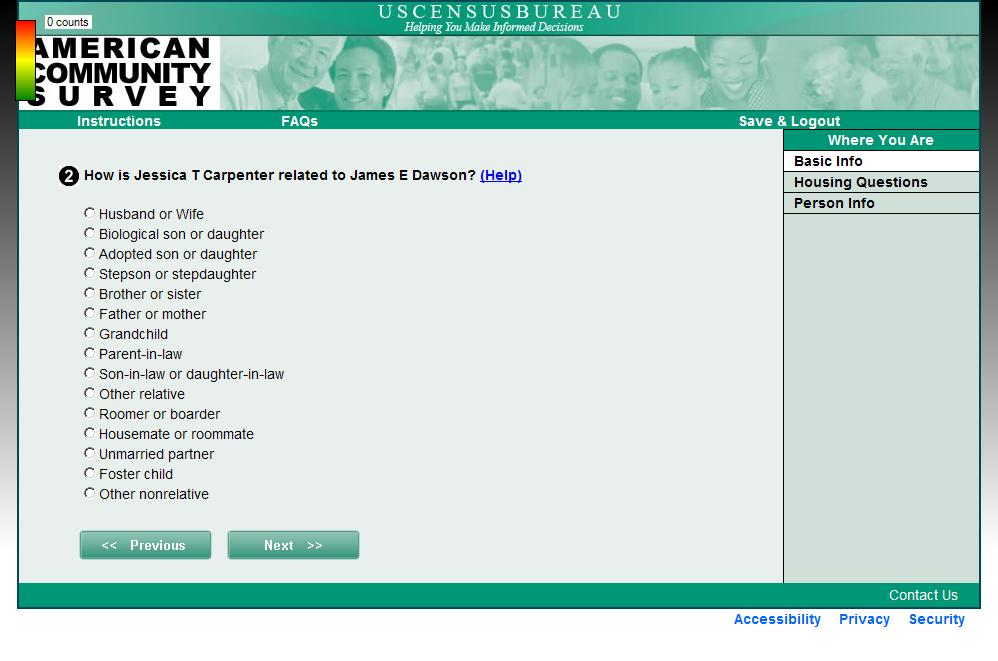 USCENSUSBUREAU
Helping You Make Informed Decisions
0 counts
AMERICAN
COMMUNITY
SURVEY
Instructions FAQs Save & Logout
Where You Are
Basic Info
Housing Questions
Person Info
2 How is Jessica T Carpenter related to James E Dawson? (Help)
Husband or Wife
Biological son or daughter
Adopted son or daughter
Stepson or stepdaughter
Brother or sister
Father or mother
Grandchild
Parent-in-law
Son-in-law or daughter-in-law
Other relative
Roomer or boarder
Housemate or roommate
Unmarried partner
Foster child
Other nonrelative
<< Previous Next >>
Contact Us
Accessibility Privacy Security